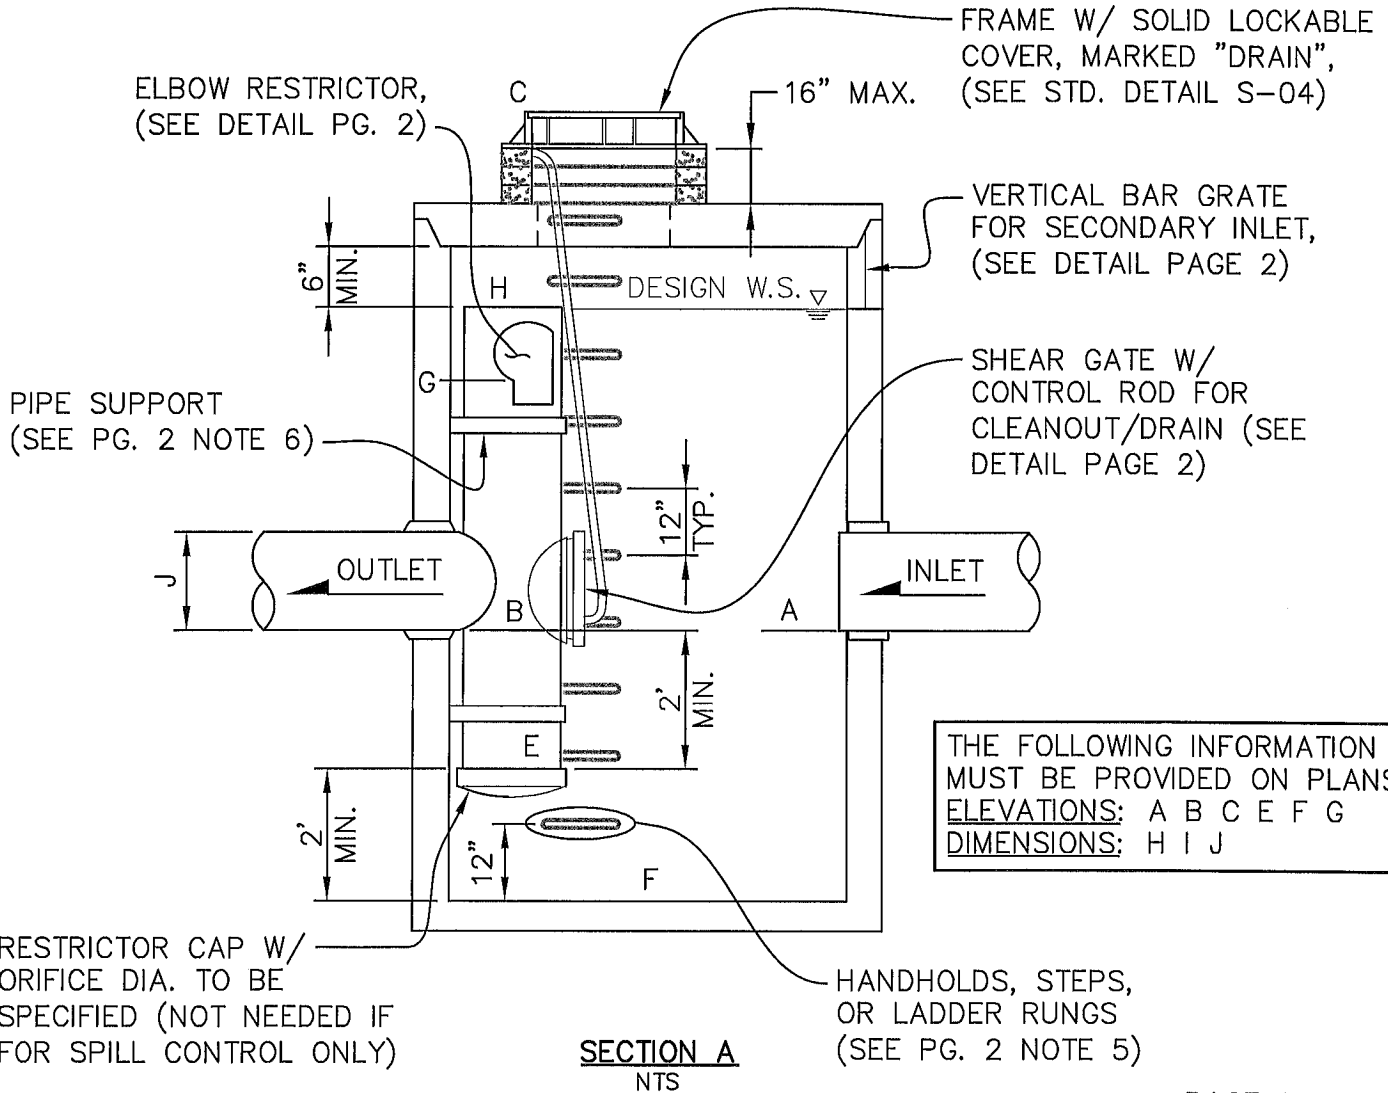 FRAME W/ SOLID LOCKABLE
COVER, MARKED "DRAIN",
(SEE STD. DETAIL S-04)
ELBOW RESTRICTOR,
(SEE DETAIL PG. 2)
C
16" MAX.
VERTICAL BAR GRATE
FOR SECONDARY INLET,
(SEE DETAIL PAGE 2)
6"
MIN.
H
DESIGN W.S.
SHEAR GATE W/
CONTROL ROD FOR
CLEANOUT/DRAIN (SEE
DETAIL PAGE 2)
G
PIPE SUPPORT
(SEE PG. 2 NOTE 6)
12"
TYP.
J
OUTLET
INLET
B
A
2'
MIN.
E
THE FOLLOWING INFORMATION
MUST BE PROVIDED ON PLANS
ELEVATIONS: A B C E F G
DIMENSIONS: H I J
2'
MIN.
12"
F
RESTRICTOR CAP W/
ORIFICE DIA. TO BE
SPECIFIED (NOT NEEDED IF
FOR SPILL CONTROL ONLY)
HANDHOLDS, STEPS,
OR LADDER RUNGS
(SEE PG. 2 NOTE 5)
SECTION A
NTS